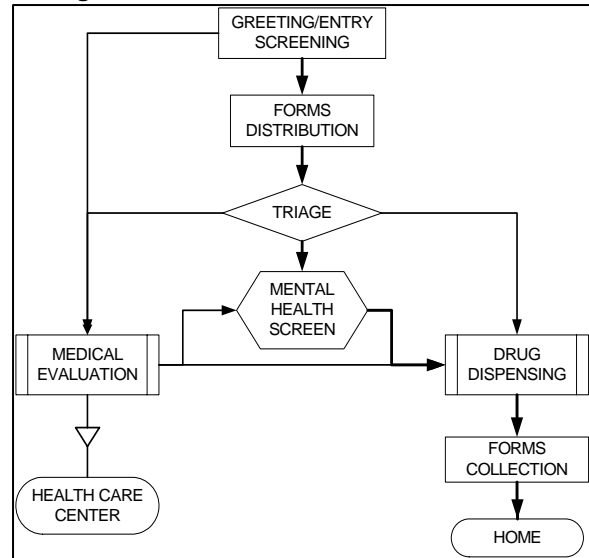 GREETING/ENTRY
SCREENING
FORMS
DISTRIBUTION
TRIAGE
MENTAL
HEALTH
SCREEN
MEDICAL
EVALUATION
DRUG
DISPENSING
FORMS
COLLECTION
HEALTH CARE
CENTER
HOME